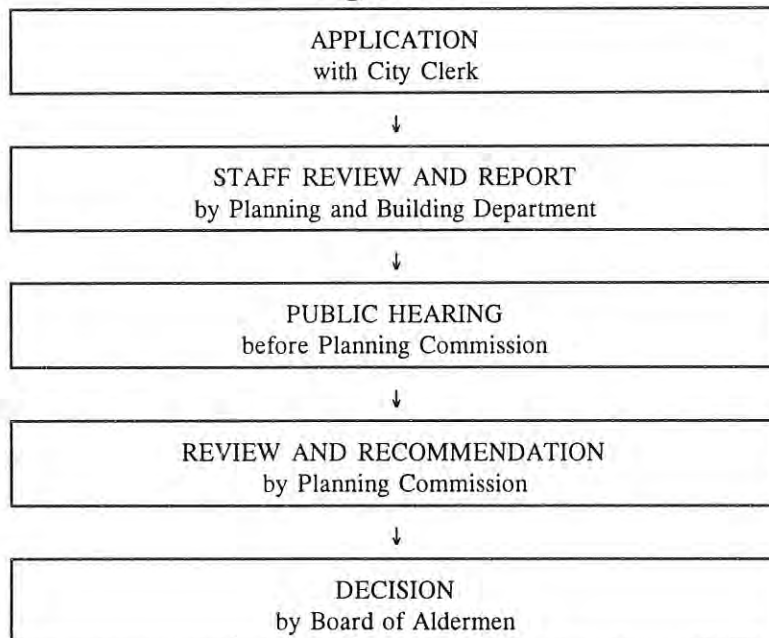 APPLICATION
with City Clerk
↓
STAFF REVIEW AND REPORT
by Planning and Building Department
↓
PUBLIC HEARING
before Planning Commission
↓
REVIEW AND RECOMMENDATION
by Planning Commission
↓
DECISION
by Board of Aldermen